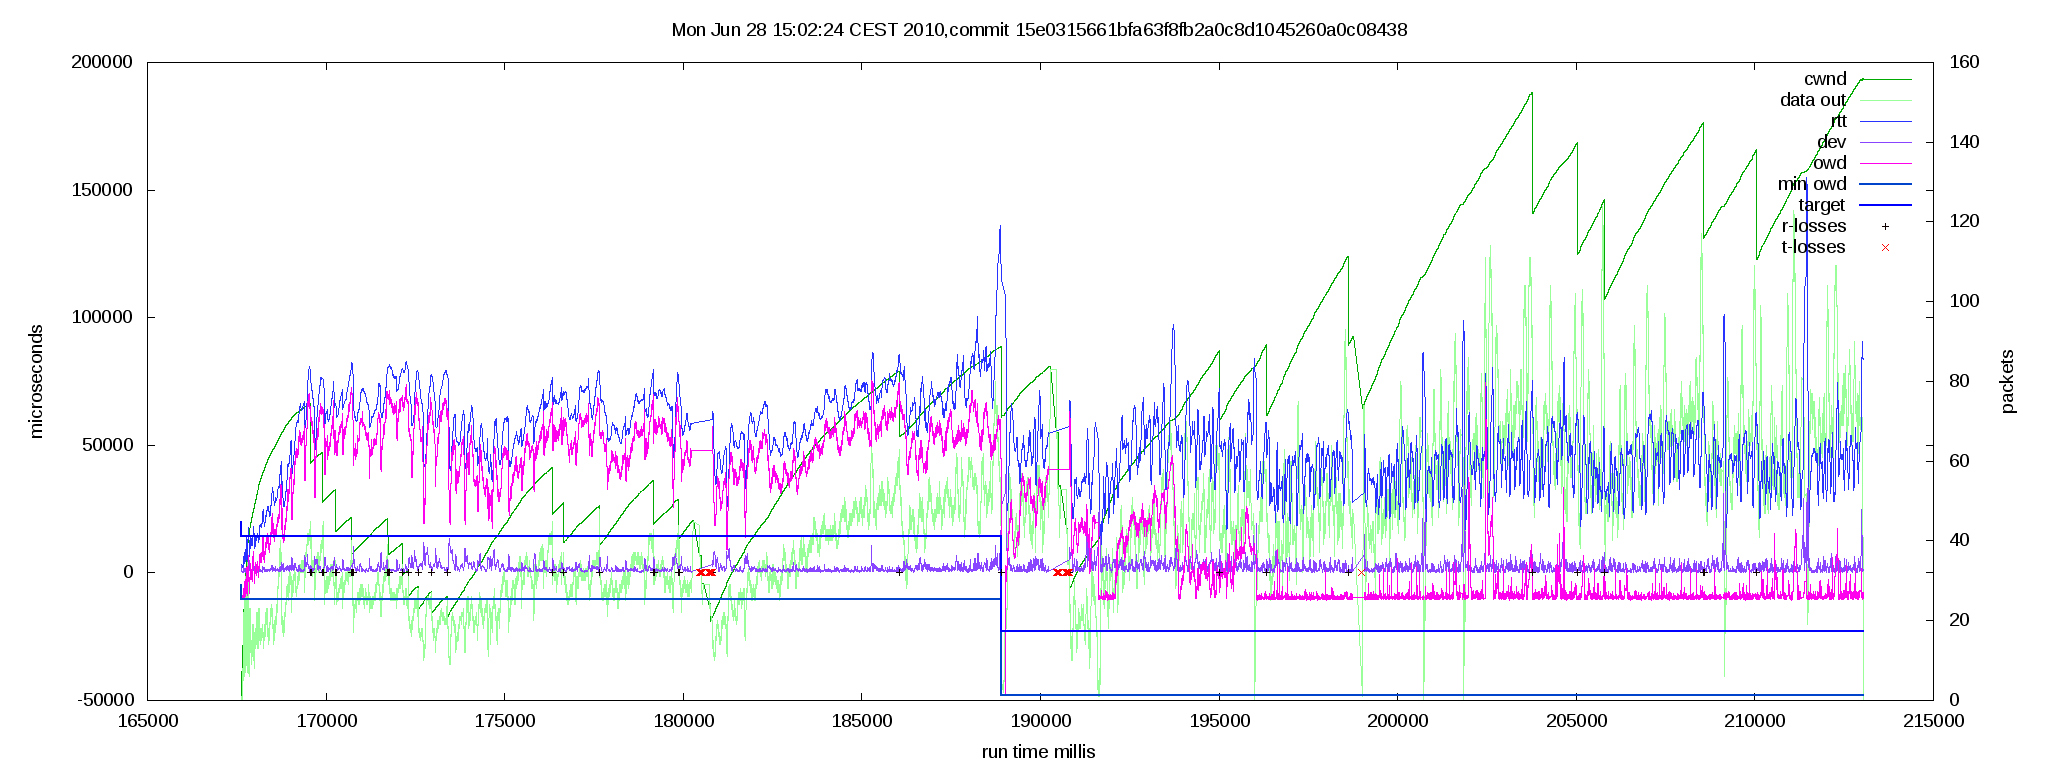 Mon Jun 28 15:02:24 CEST 2010,commit 15e0315661bfa63f8fb2a0c8d1045260a0c08438
200000
150000
100000
50000
0
-50000
microseconds
160
140
120
100
80
60
40
20
0
packets
cwnd
data out
rtt
dev
owd
min owd
target
r-losses
t-losses
165000 170000 175000 180000 185000 190000 195000 200000 205000 210000 215000
run time millis